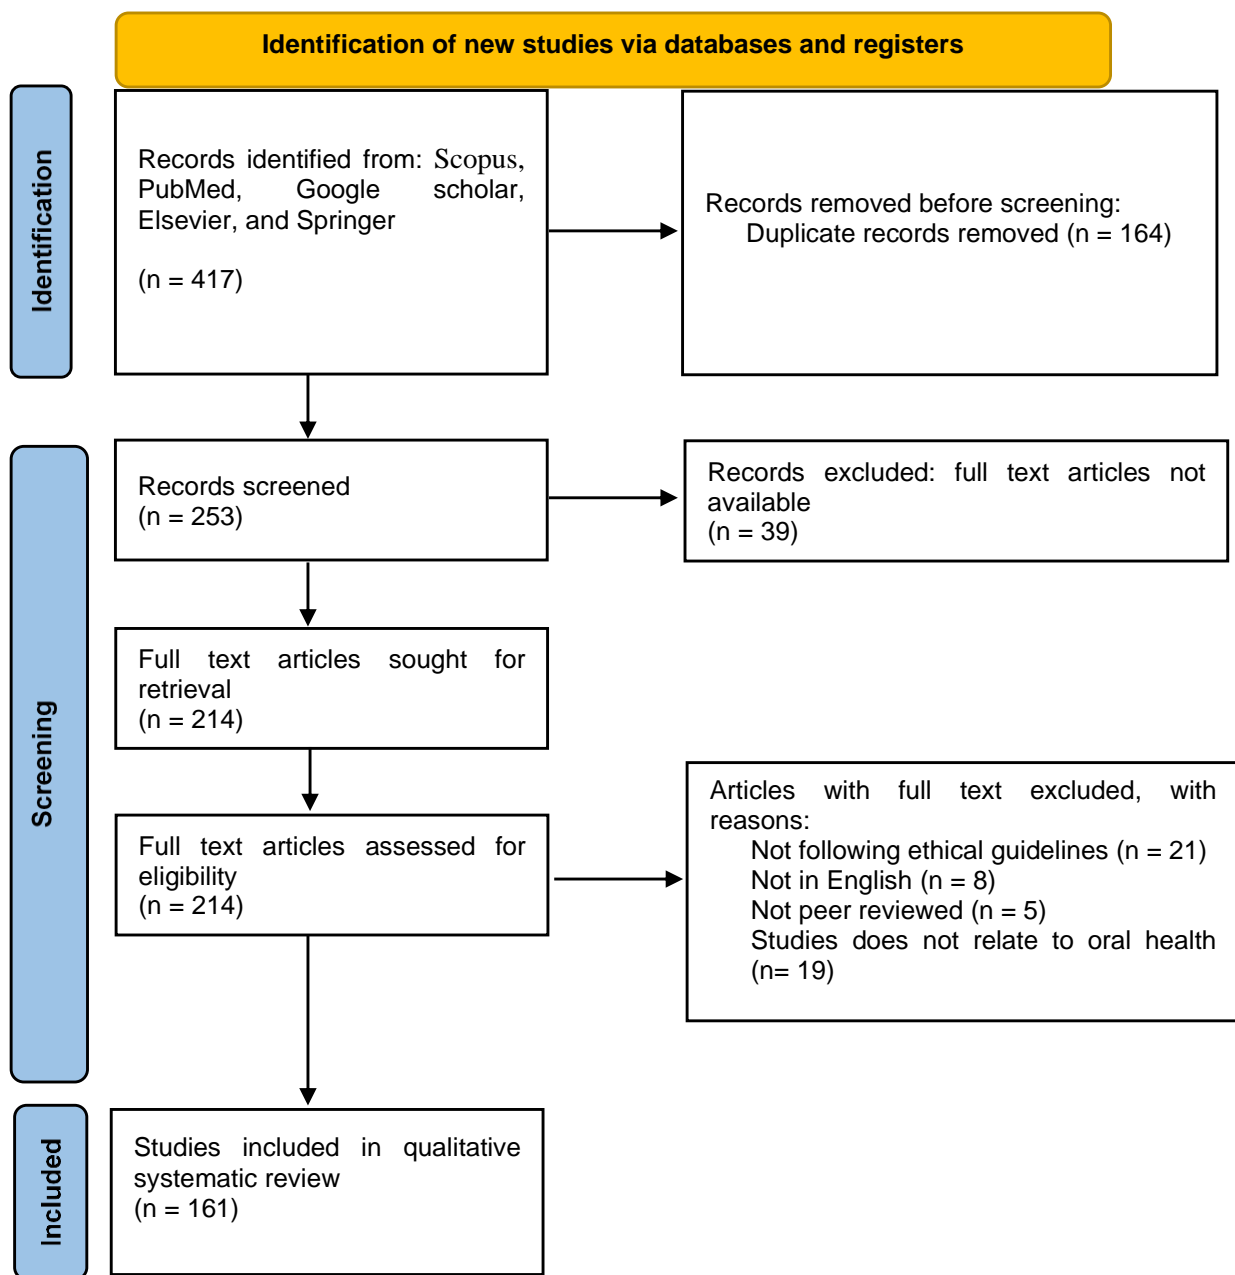 Identification of new studies via databases and registers
Identification
Records identified from: Scopus,
PubMed, Google scholar,
Elsevier, and Springer
(n = 417)
Records removed before screening:
Duplicate records removed (n = 164)
Screening
Records screened
(n = 253)
Records excluded: full text articles not
available
(n = 39)
Full text articles sought for
retrieval
(n = 214)
Full text articles assessed for
eligibility
(n = 214)
Articles with full text excluded, with
reasons:
Not following ethical guidelines (n = 21)
Not in English (n = 8)
Not peer reviewed (n = 5)
Studies does not relate to oral health
(n= 19)
Included
Studies included in qualitative
systematic review
(n = 161)